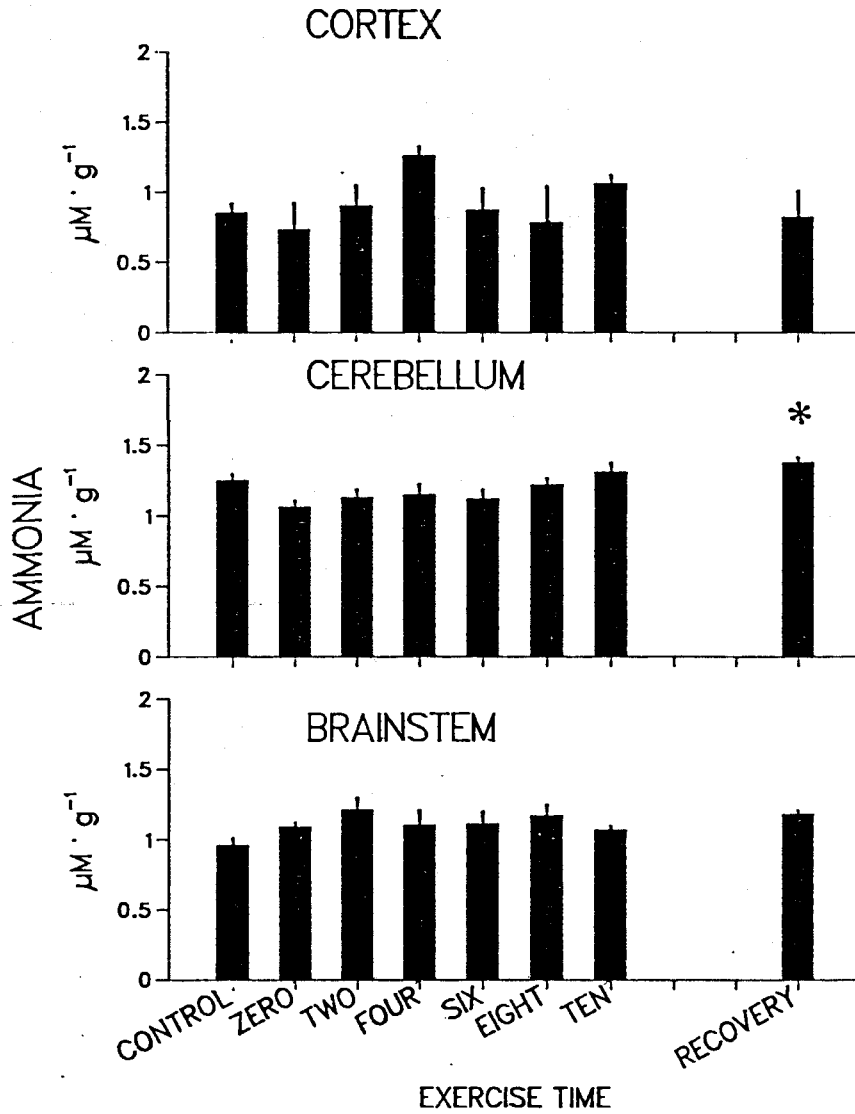 CORTEX
2
1.5
1
0.5
0
µM · g⁻¹
CEREBELLUM
2
1.5
1
0.5
0
µM · g⁻¹
*
AMMONIA
BRAINSTEM
2
1.5
1
0.5
0
µM · g⁻¹
CONTROL
ZERO
TWO
FOUR
SIX
EIGHT
TEN
RECOVERY
EXERCISE TIME